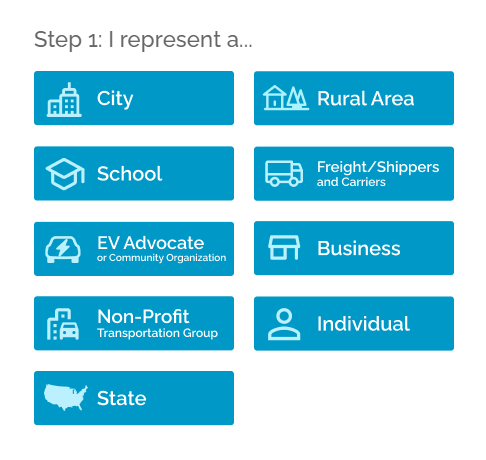 Step 1: I represent a...
City
Rural Area
School
Freight/Shippers
and Carriers
EV Advocate
or Community Organization
Business
Non-Profit
Transportation Group
Individual
State